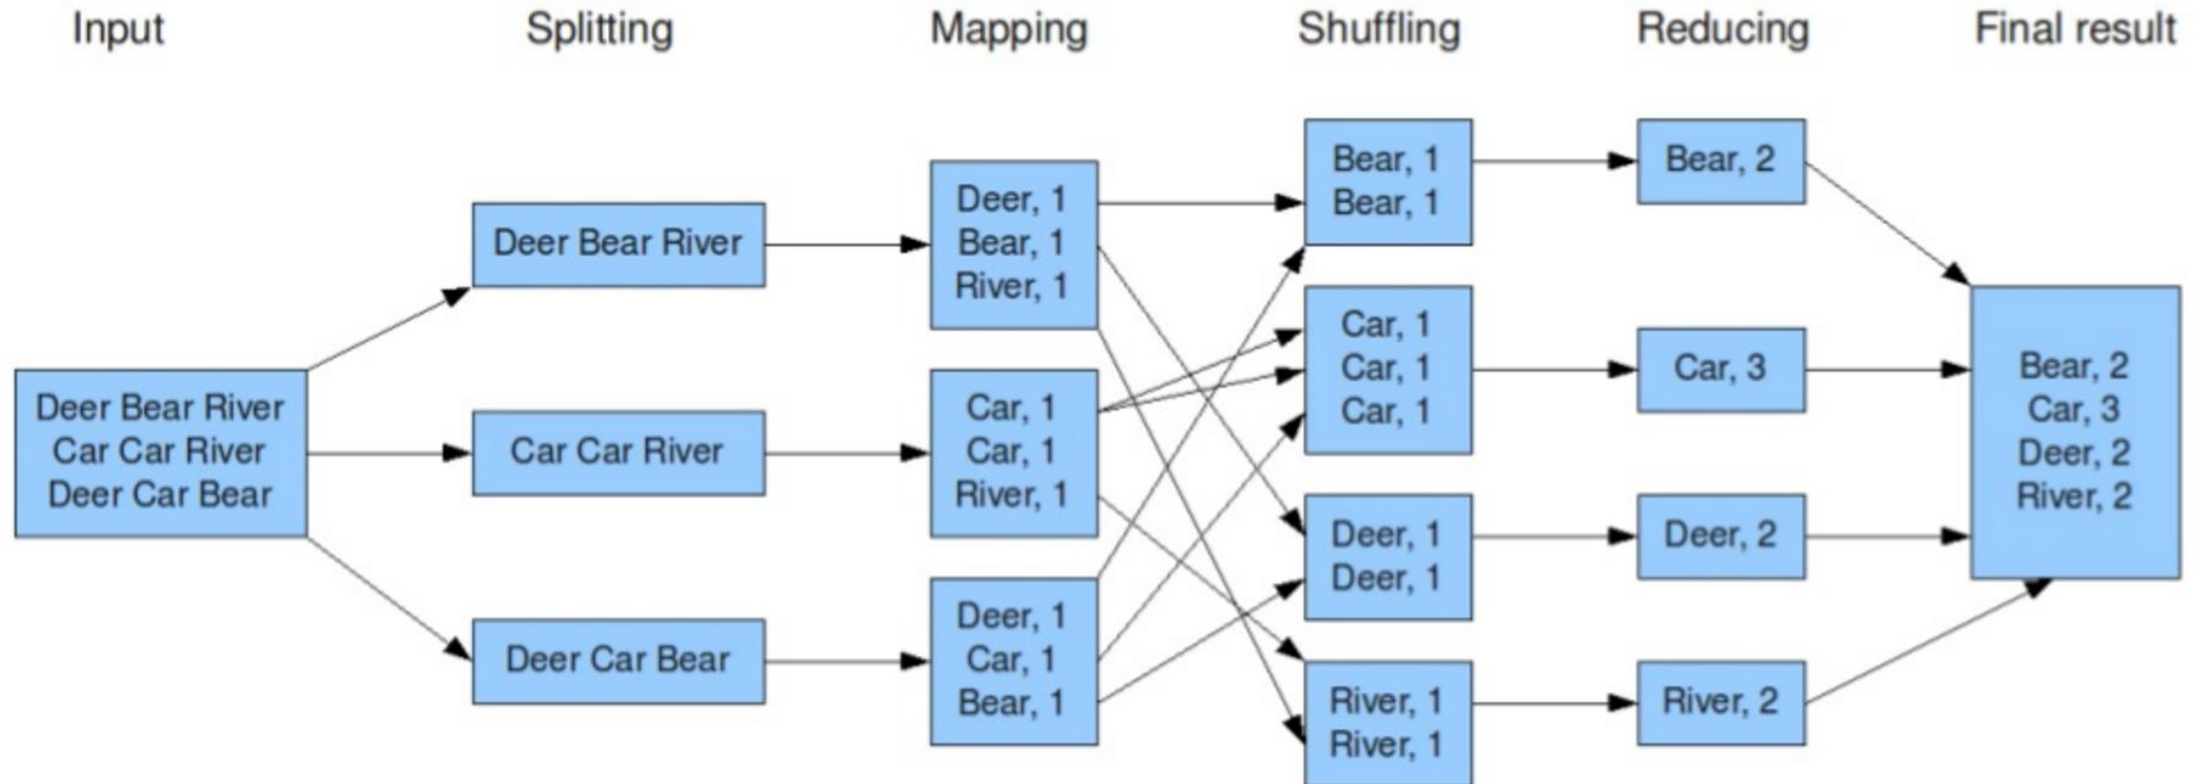 Input
Splitting
Mapping
Shuffling
Reducing
Final result
Deer Bear River
Car Car River
Deer Car Bear
Deer Bear River
Car Car River
Deer Car Bear
Deer, 1
Bear, 1
River, 1
Car, 1
Car, 1
River, 1
Deer, 1
Car, 1
Bear, 1
Bear, 1
Bear, 1
Car, 1
Car, 1
Car, 1
Deer, 1
Deer, 1
River, 1
River, 1
Bear, 2
Car, 3
Deer, 2
River, 2
Bear, 2
Car, 3
Deer, 2
River, 2